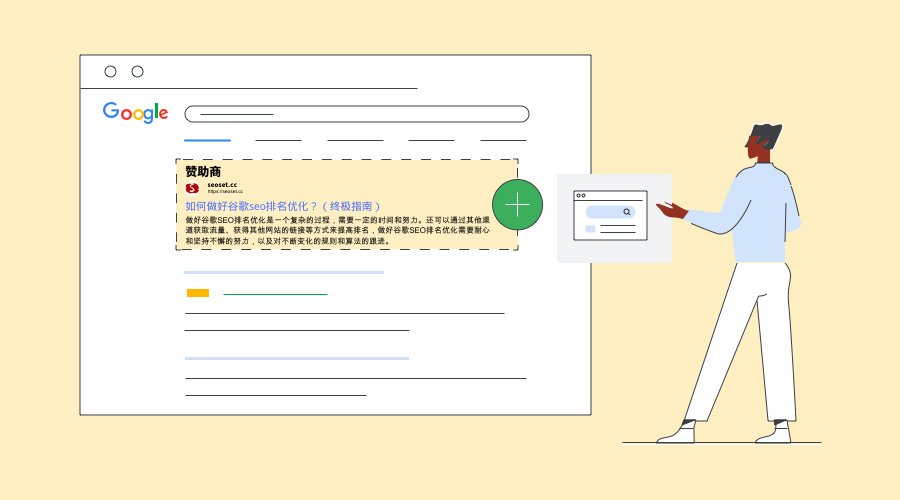 Google
赞助商
seoset.cc
https://seoset.cc
如何做好谷歌seo排名优化？（终极指南）
做好谷歌SEO排名优化是一个复杂的过程，需要一定的时间和努力。还可以通过其他渠
道获取流量、获得其他网站的链接等方式来提高排名，做好谷歌SEO排名优化需要耐心
和坚持不懈的努力，以及对不断变化的规则和算法的跟进。